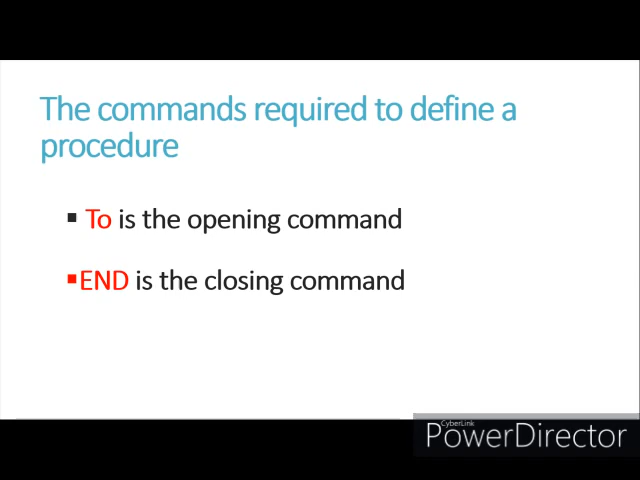 The commands required to define a
procedure
▪ To is the opening command
▪END is the closing command
CyberLink
PowerDirector